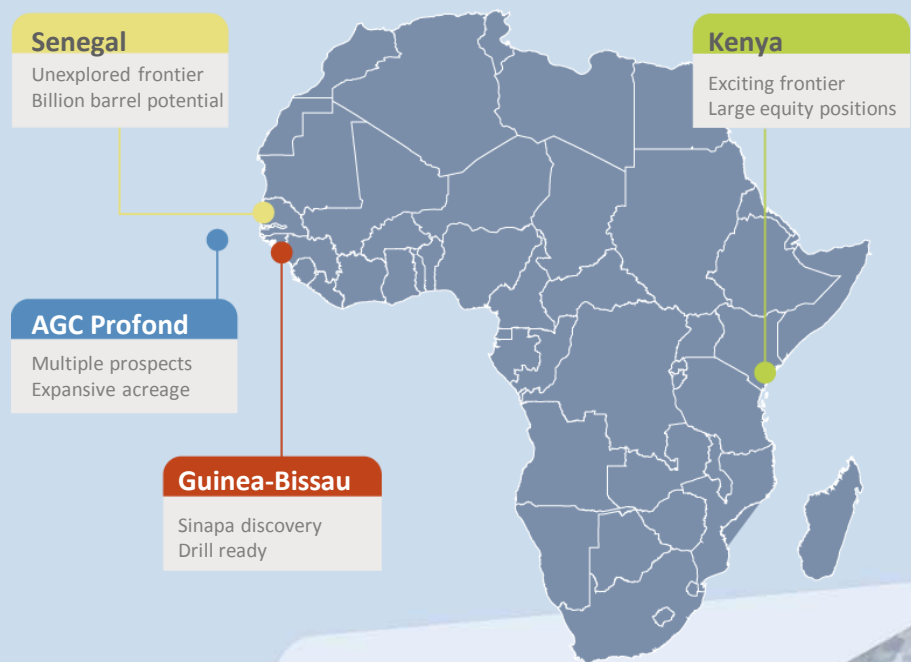 Senegal
Unexplored frontier
Billion barrel potential
Kenya
Exciting frontier
Large equity positions
AGC Profond
Multiple prospects
Expansive acreage
Guinea-Bissau
Sinapa discovery
Drill ready